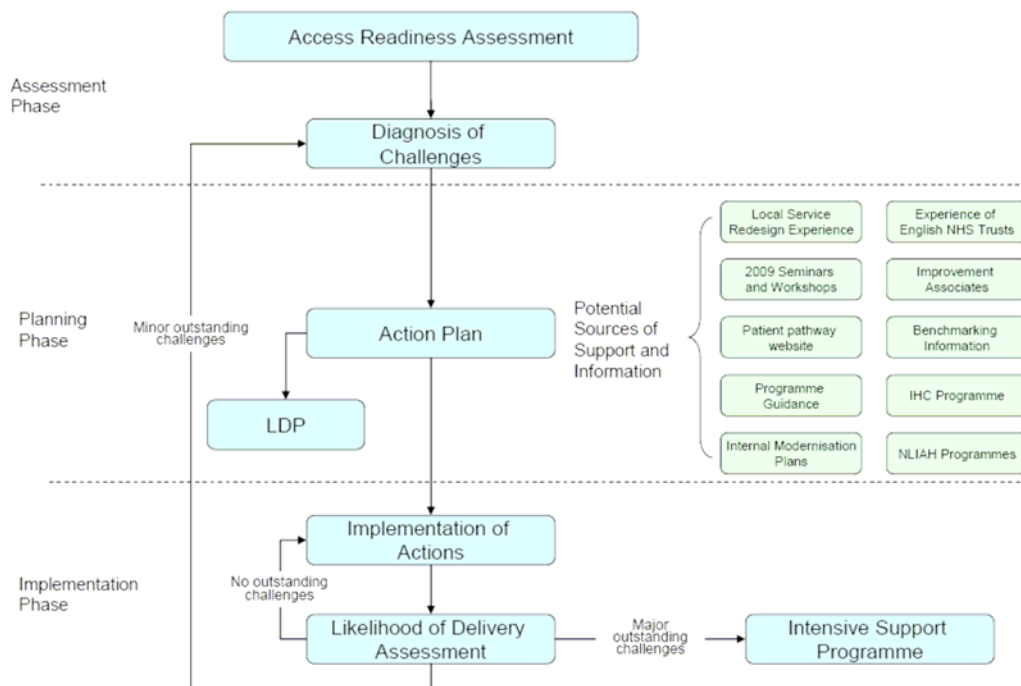 Access Readiness Assessment
Assessment
Phase
Diagnosis of
Challenges
Local Service
Redesign Experience
Experience of
English NHS Trusts
2009 Seminars
and Workshops
Improvement
Associates
Planning
Phase
Minor outstanding
challenges
Action Plan
Potential
Sources of
Support and
Information
Patient pathway
website
Benchmarking
Information
Programme
Guidance
IHC Programme
LDP
Internal Modernisation
Plans
NLIAH Programmes
Implementation of
Actions
Implementation
Phase
No outstanding
challenges
Likelihood of Delivery
Assessment
Major
outstanding
challenges
Intensive Support
Programme